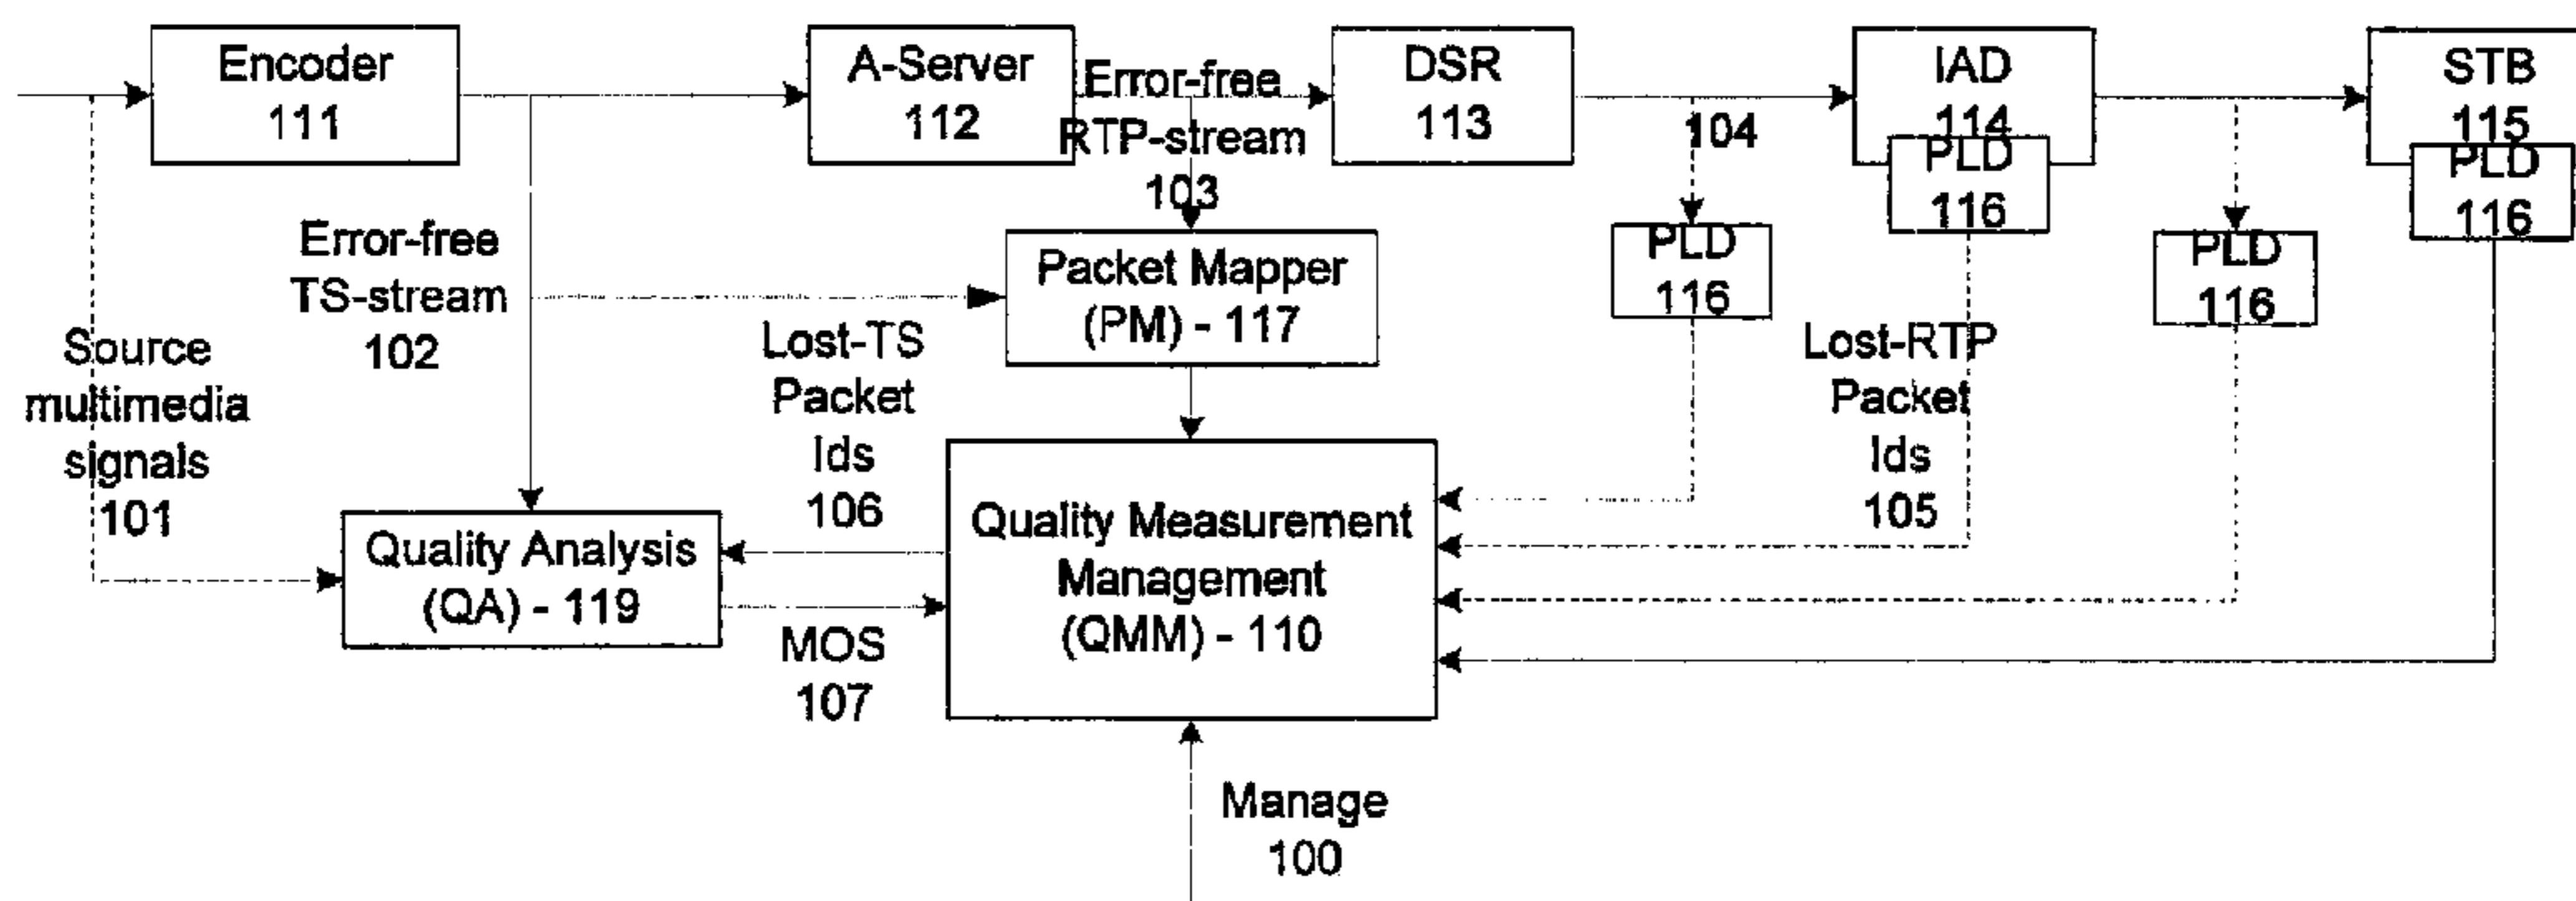 Encoder
111
A-Server
112
Error-free
RTP-stream
103
DSR
113
104
IAD
114
PLD
116
STB
115
PLD
116
Error-free
TS-stream
102
Packet Mapper
(PM) - 117
PLD
116
PLD
116
Source
multimedia
signals
101
Lost-TS
Packet
Ids
106
Lost-RTP
Packet
Ids
105
Quality Analysis
(QA) - 119
Quality Measurement
Management
(QMM) - 110
MOS
107
Manage
100